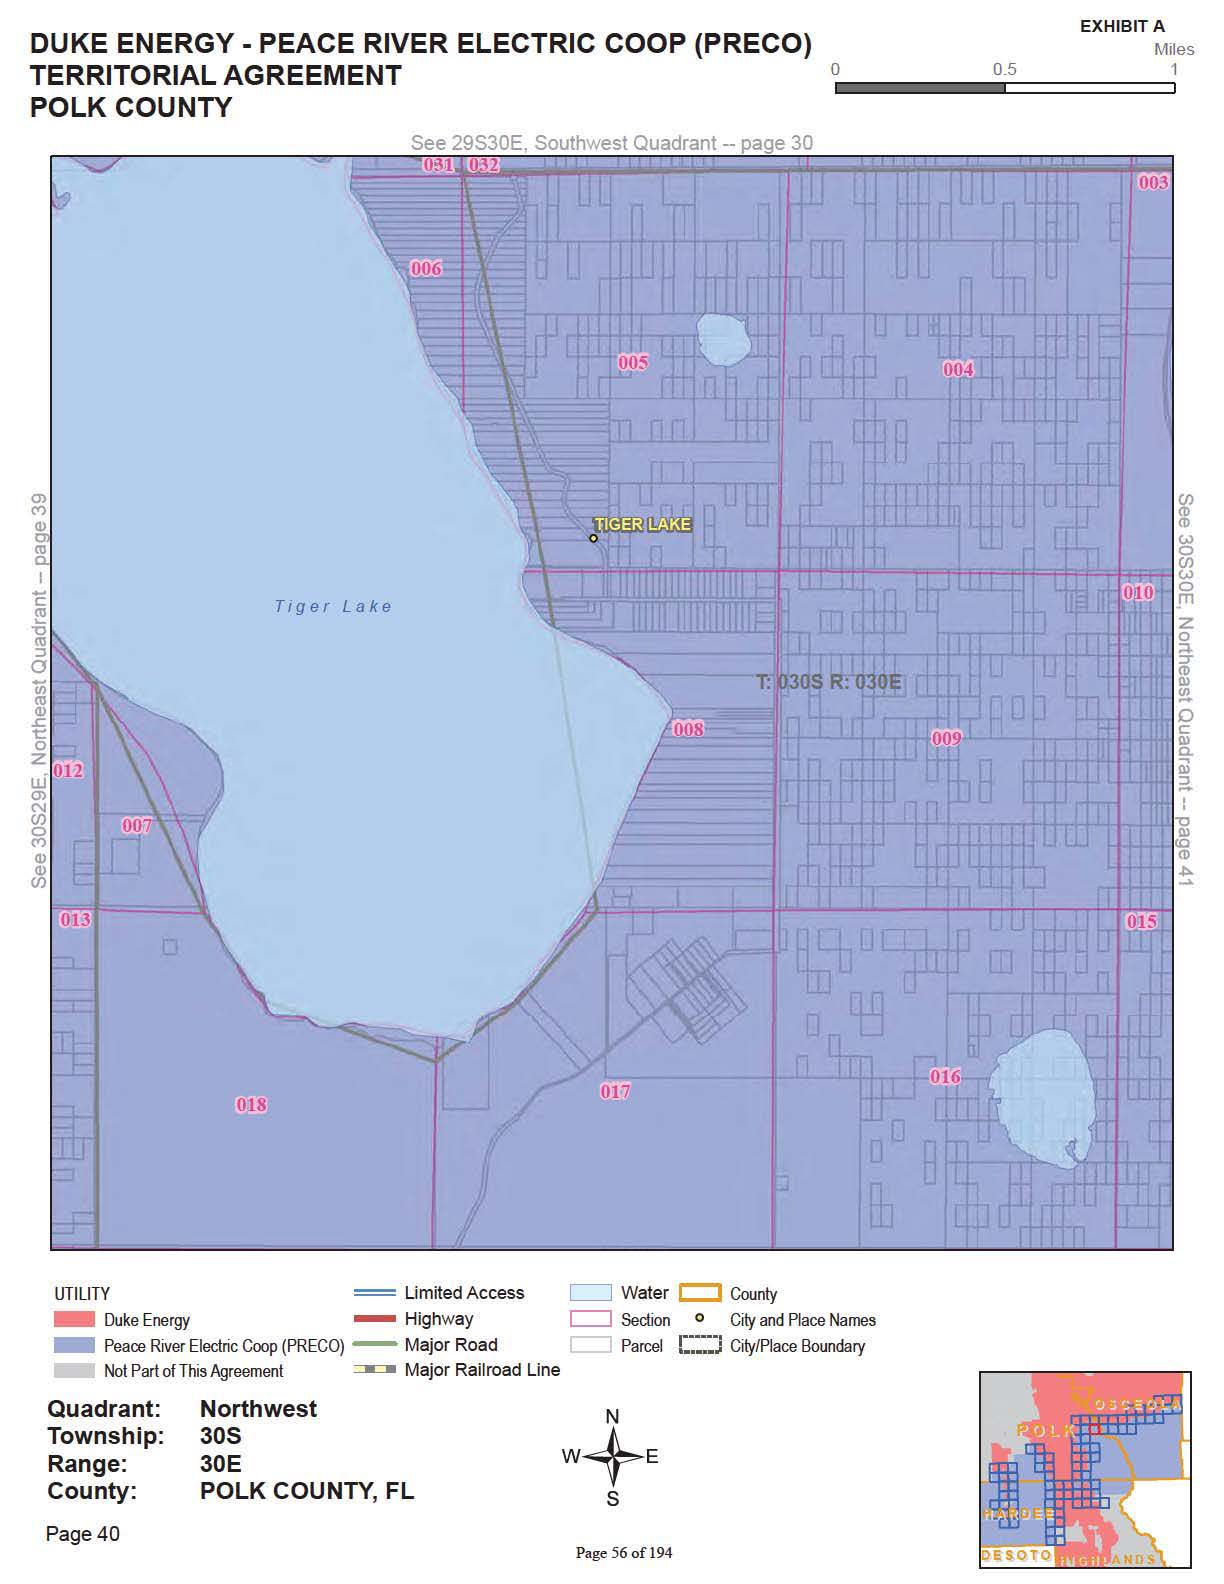 EXHIBIT A
DUKE ENERGY - PEACE RIVER ELECTRIC COOP (PRECO)
TERRITORIAL AGREEMENT
POLK COUNTY
Miles
0 0.5 1
See 29S30E, Southwest Quadrant -- page 30
031 032
003
006
005
004
TIGER LAKE
See 30S29E, Northeast Quadrant -- page 39
See 30S30E, Northeast Quadrant -- page 41
010
Tiger Lake
T: 030S R: 030E
008
009
012
007
013
015
016
017
018
UTILITY
Duke Energy
Peace River Electric Coop (PRECO)
Not Part of This Agreement
Limited Access
Highway
Major Road
Major Railroad Line
Water
Section
Parcel
County
City and Place Names
City/Place Boundary
Quadrant: Northwest
Township: 30S
Range: 30E
County: POLK COUNTY, FL
Page 40
N
W E
S
Page 56 of 194
OSCEOLA
POLK
HARDEE
DESOTO
HIGHLANDS